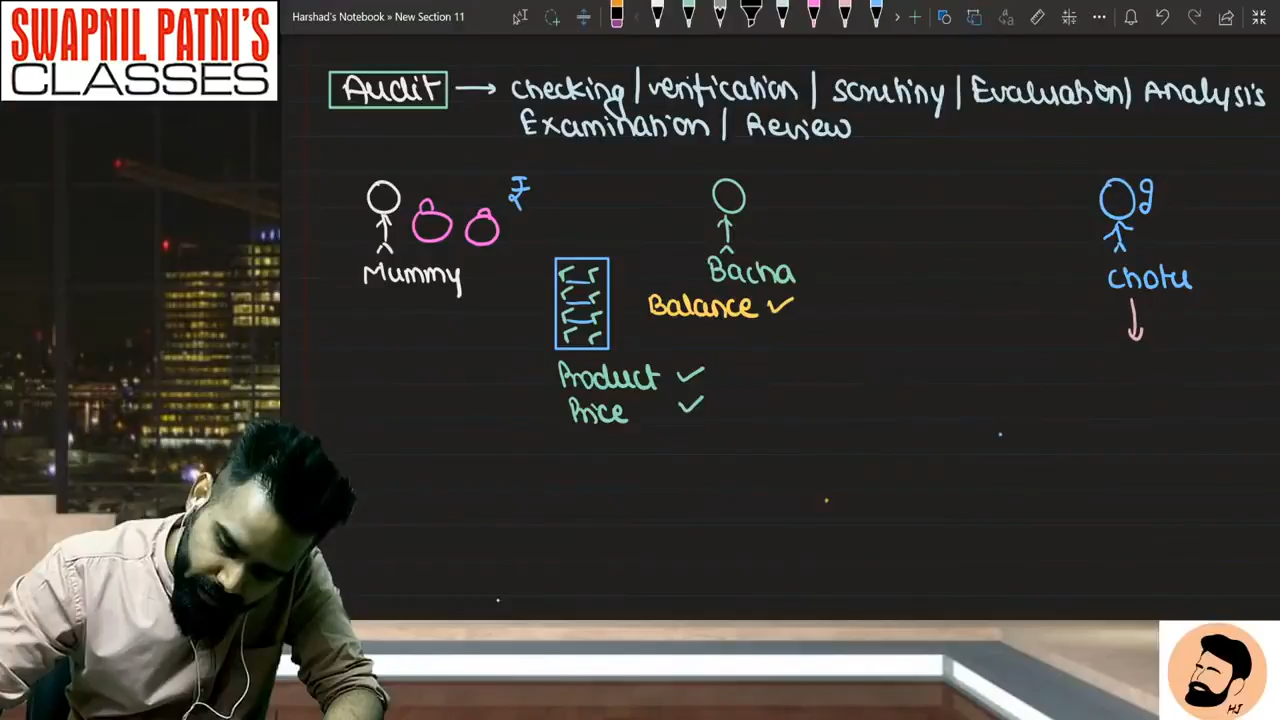 SWAPNIL PATNI'S
CLASSES
Harshad's Notebook » New Section 11
Audit → checking | verification | scrutiny | Evaluation | Analysis
Examination | Review
₹
Mummy
Bacha
chotu
Balance ✓
Product ✓
Price ✓
HJ